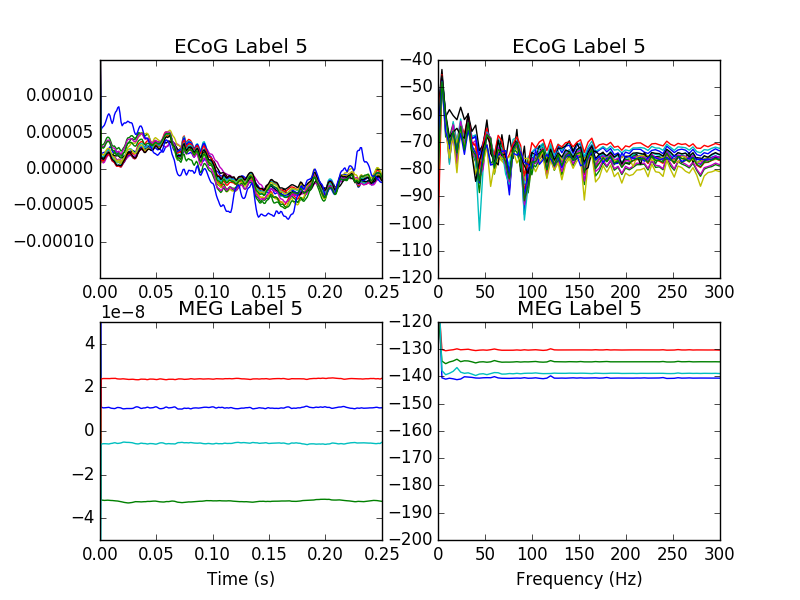 ECoG Label 5
0.00010
0.00005
0.00000
−0.00005
−0.00010
0.00 0.05 0.10 0.15 0.20 0.25
ECoG Label 5
−40
−50
−60
−70
−80
−90
−100
−110
−120
0 50 100 150 200 250 300
MEG Label 5
1e−8
4
2
0
−2
−4
0.00 0.05 0.10 0.15 0.20 0.25
Time (s)
MEG Label 5
−120
−130
−140
−150
−160
−170
−180
−190
−200
0 50 100 150 200 250 300
Frequency (Hz)